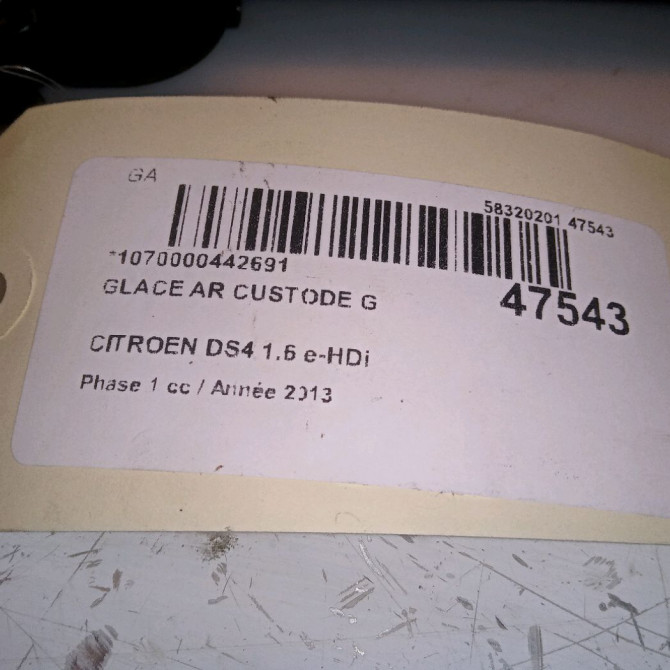 GA
58320201 47543
*1070000442691
GLACE AR CUSTODE G
47543
CITROEN DS4 1.6 e-HDi
Phase 1 cc / Année 2013